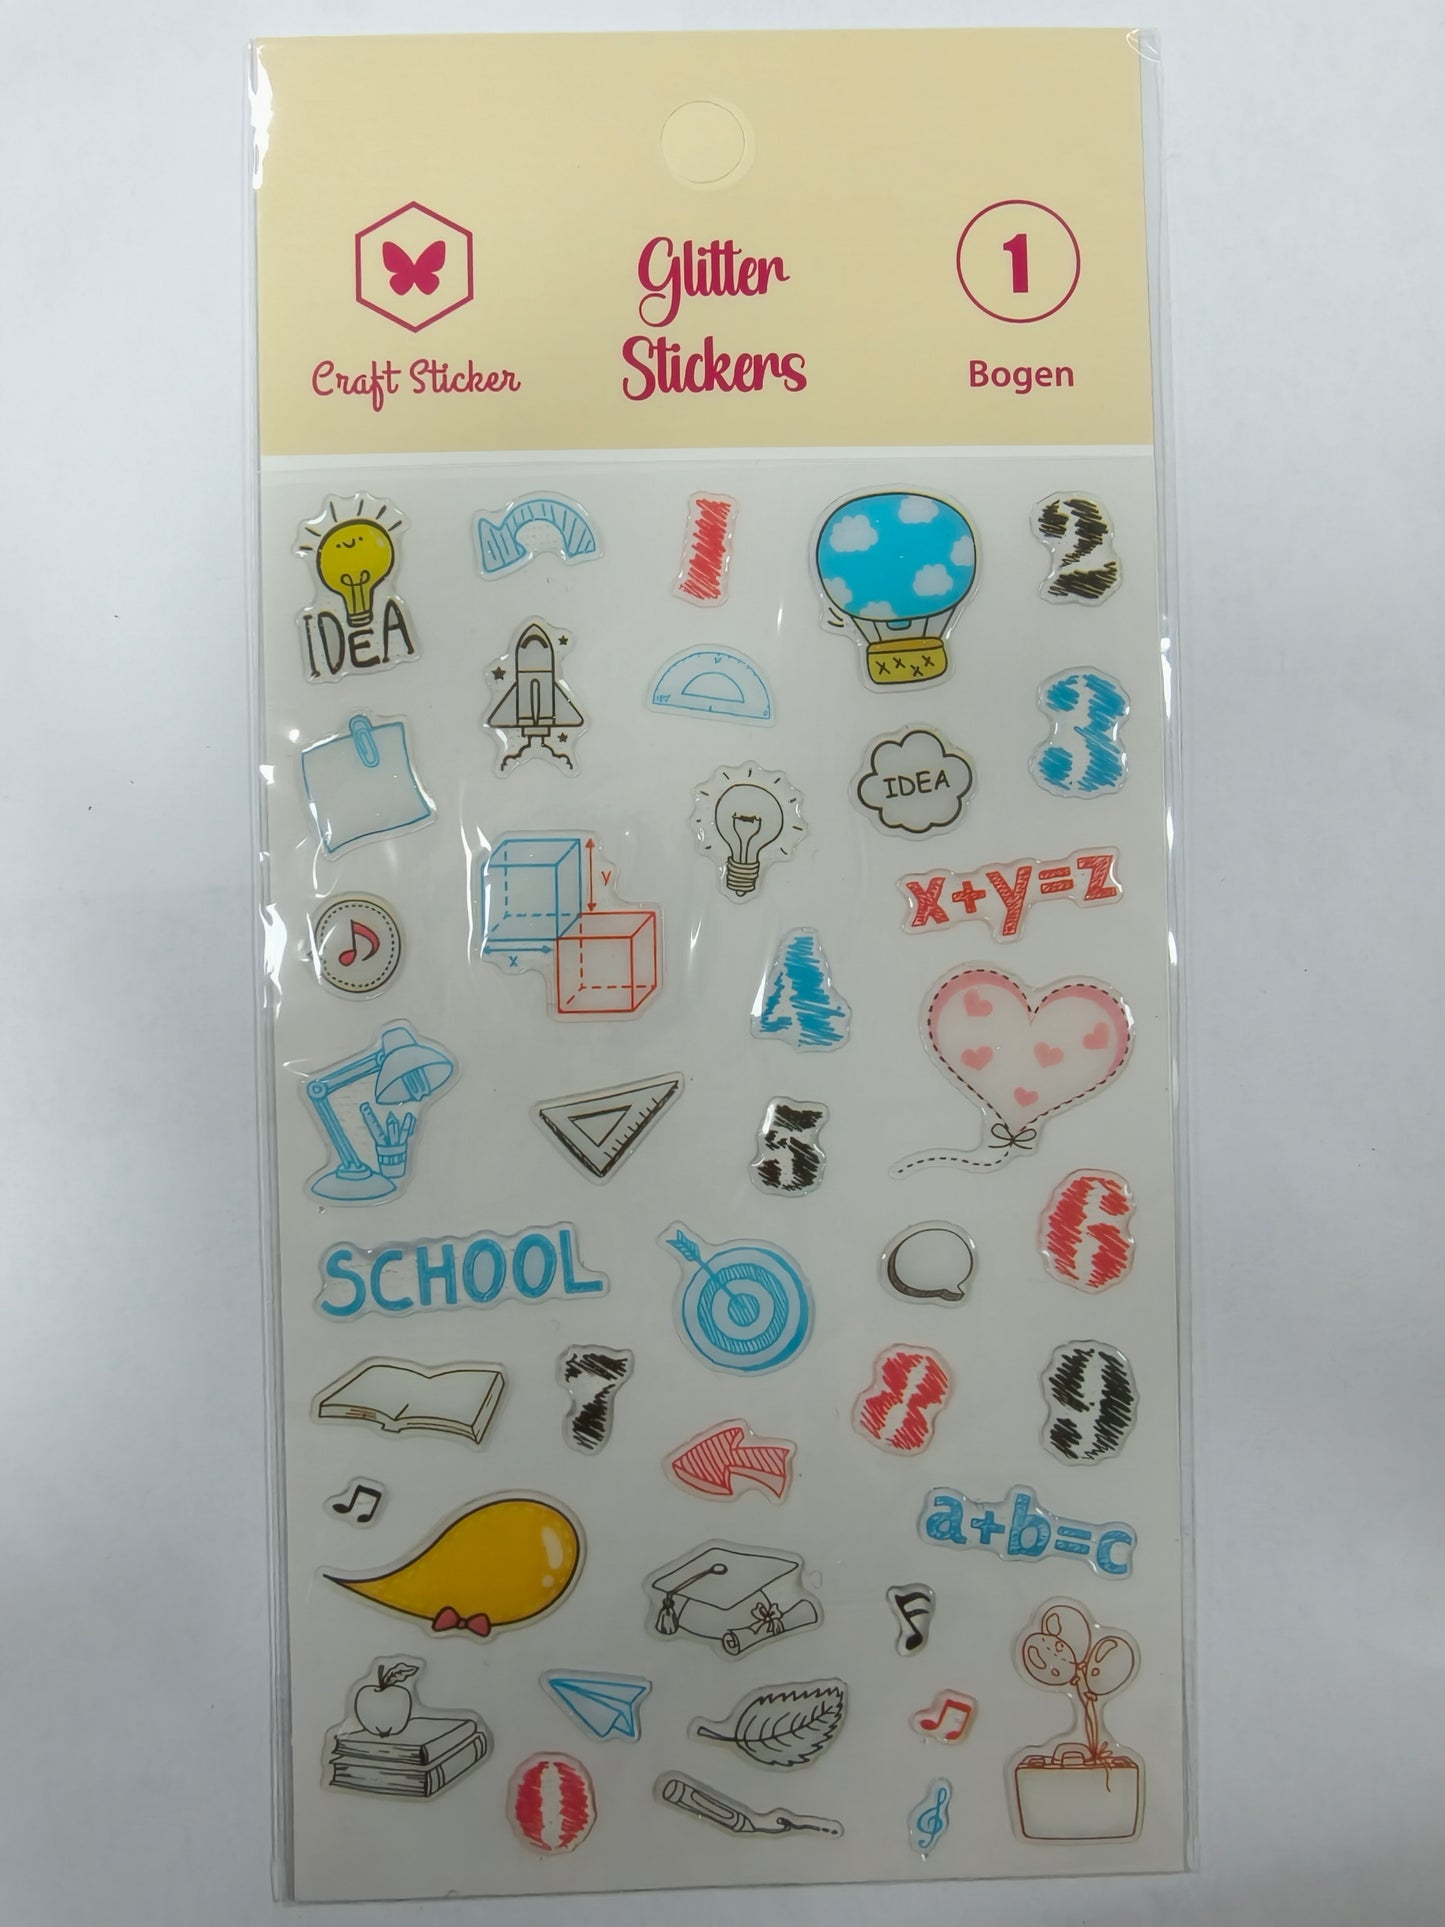 Craft Sticker
Glitter
Stickers
1
Bogen
IDEA
1
2
3
IDEA
Y
X
x+y=z
4
5
6
SCHOOL
7
8
9
a+b=c
0